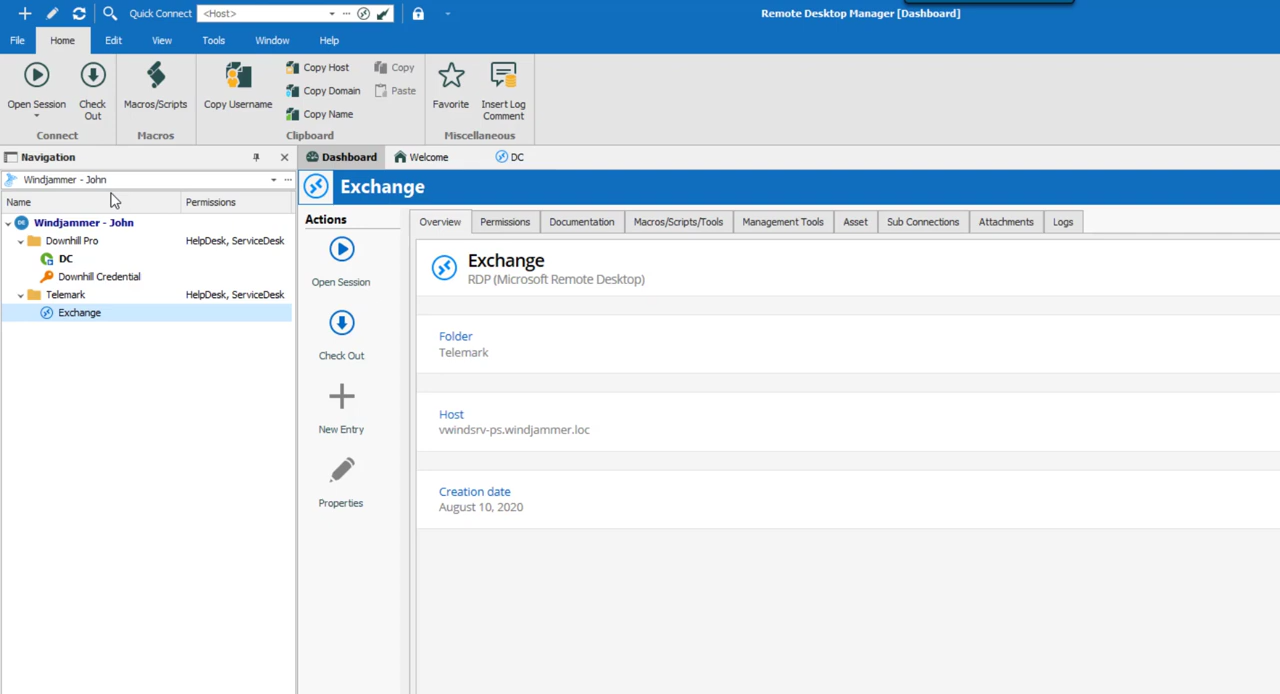 Quick Connect <Host> ... Remote Desktop Manager [Dashboard]
File Home Edit View Tools Window Help
Open Session
Check Out
Macros/Scripts
Copy Username
Copy Host
Copy Domain
Copy Name
Copy
Paste
Favorite
Insert Log
Comment
Connect Macros Clipboard Miscellaneous
Navigation
Windjammer - John ...
Name Permissions
DE Windjammer - John
Downhill Pro HelpDesk, ServiceDesk
DC
Downhill Credential
Telemark HelpDesk, ServiceDesk
Exchange
Dashboard Welcome DC
Exchange
Actions
Open Session
Check Out
New Entry
Properties
Overview Permissions Documentation Macros/Scripts/Tools Management Tools Asset Sub Connections Attachments Logs
Exchange
RDP (Microsoft Remote Desktop)
Folder
Telemark
Host
vwindsrv-ps.windjammer.loc
Creation date
August 10, 2020